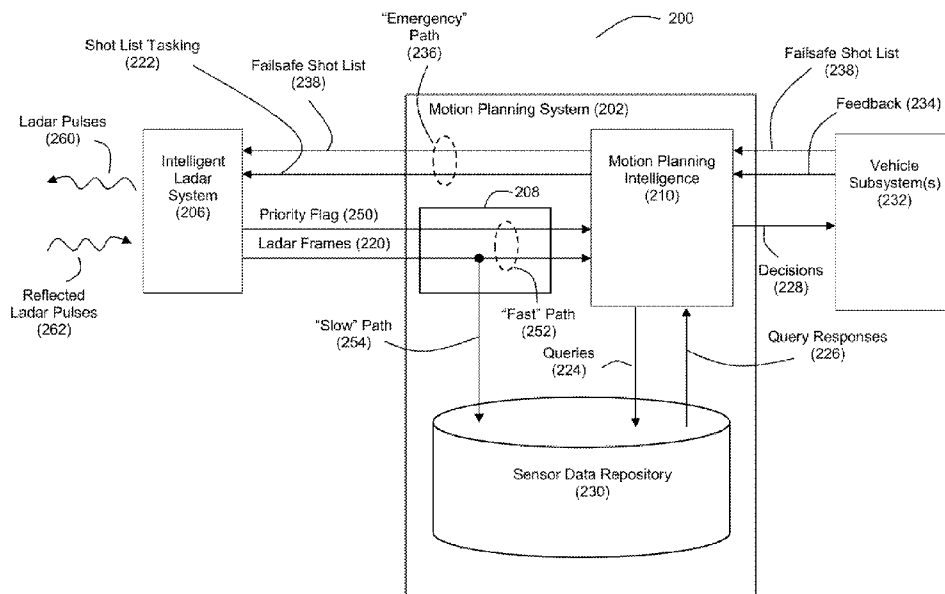 200
"Emergency"
Path
(236)
Shot List Tasking
(222)
Failsafe Shot List
(238)
Failsafe Shot List
(238)
Feedback (234)
Ladar Pulses
(260)
Motion Planning System (202)
Intelligent
Ladar
System
(206)
Motion Planning
Intelligence
(210)
Vehicle
Subsystem(s)
(232)
208
Priority Flag (250)
Ladar Frames (220)
Decisions
(228)
Reflected
Ladar Pulses
(262)
"Slow" Path
(254)
"Fast" Path
(252)
Queries
(224)
Query Responses
(226)
Sensor Data Repository
(230)